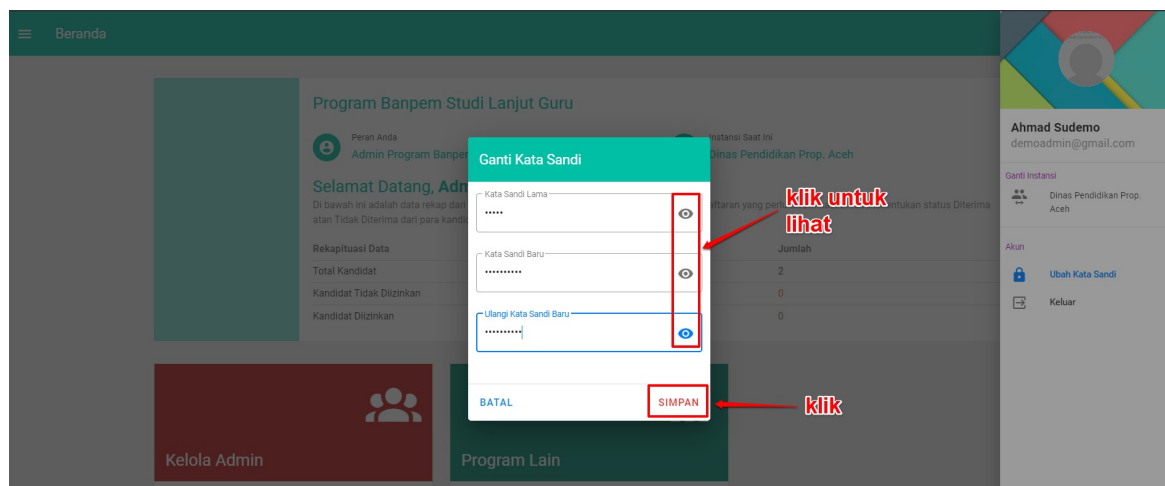 Beranda
Program Banpem Studi Lanjut Guru
Peran Anda
Admin Program Banpem
Instansi Saat Ini
Dinas Pendidikan Prop. Aceh
Selamat Datang, Adm
Di bawah ini adalah data rekap dari
aftaran yang
ntukan status Diterima
atan Tidak Diterima dari para
Rekapituasi Data
Jumlah
Total Kandidat
2
Kandidat Tidak Diizinkan
0
Kandidat Diizinkan
0
Ganti Kata Sandi
Kata Sandi Lama
Kata Sandi Baru
Ulangi Kata Sandi Baru
BATAL
SIMPAN
klik untuk
lihat
klik
Kelola Admin
Program Lain
Ahmad Sudemo
demoadmin@gmail.com
Ganti Instansi
Dinas Pendidikan Prop.
Aceh
Akun
Ubah Kata Sandi
Keluar